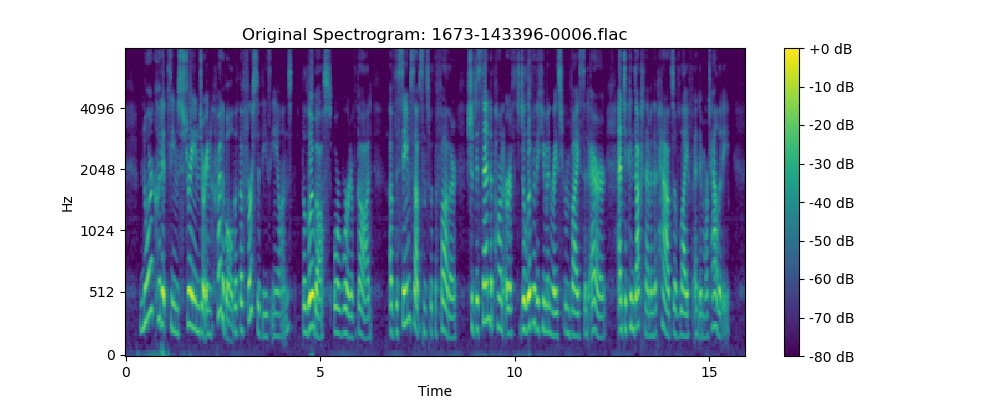 Original Spectrogram: 1673-143396-0006.flac
Hz
4096
2048
1024
512
0
0
5
10
15
Time
+0 dB
-10 dB
-20 dB
-30 dB
-40 dB
-50 dB
-60 dB
-70 dB
-80 dB